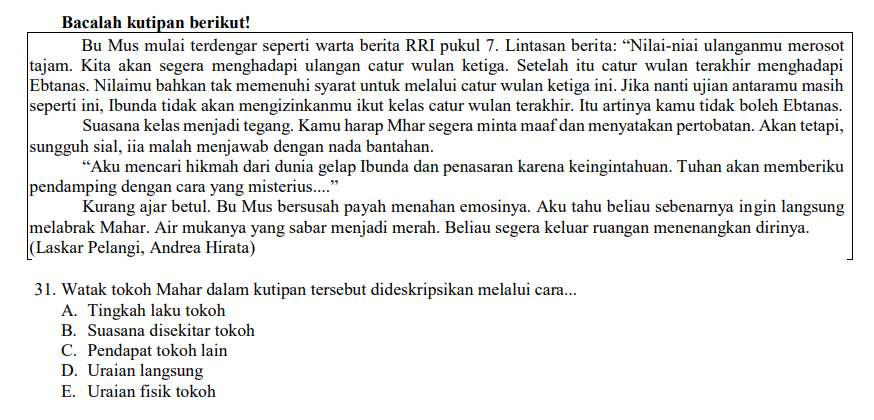 Bacalah kutipan berikut!
Bu Mus mulai terdengar seperti warta berita RRI pukul 7. Lintasan berita: “Nilai-niai ulanganmu merosot
tajam. Kita akan segera menghadapi ulangan catur wulan ketiga. Setelah itu catur wulan terakhir menghadapi
Ebtanas. Nilaimu bahkan tak memenuhi syarat untuk melalui catur wulan ketiga ini. Jika nanti ujian antaramu masih
seperti ini, Ibunda tidak akan mengizinkanmu ikut kelas catur wulan terakhir. Itu artinya kamu tidak boleh Ebtanas.
Suasana kelas menjadi tegang. Kamu harap Mhar segera minta maaf dan menyatakan pertobatan. Akan tetapi,
sungguh sial, iia malah menjawab dengan nada bantahan.
“Aku mencari hikmah dari dunia gelap Ibunda dan penasaran karena keingintahuan. Tuhan akan memberiku
pendamping dengan cara yang misterius....”
Kurang ajar betul. Bu Mus bersusah payah menahan emosinya. Aku tahu beliau sebenarnya ingin langsung
melabrak Mahar. Air mukanya yang sabar menjadi merah. Beliau segera keluar ruangan menenangkan dirinya.
(Laskar Pelangi, Andrea Hirata)
31. Watak tokoh Mahar dalam kutipan tersebut dideskripsikan melalui cara...
A. Tingkah laku tokoh
B. Suasana disekitar tokoh
C. Pendapat tokoh lain
D. Uraian langsung
E. Uraian fisik tokoh